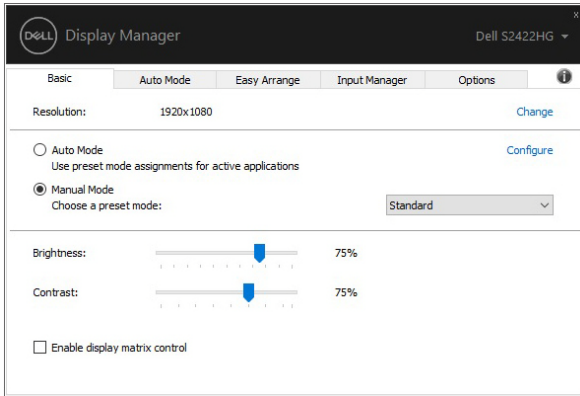 DELL Display Manager Dell S2422HG
Basic Auto Mode Easy Arrange Input Manager Options
Resolution: 1920x1080 Change
Auto Mode Configure
Use preset mode assignments for active applications
Manual Mode
Choose a preset mode: Standard
Brightness: 75%
Contrast: 75%
Enable display matrix control